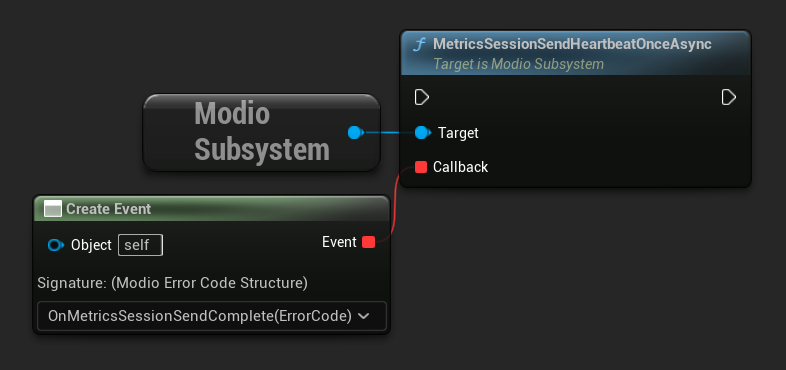 MetricsSessionSendHeartbeatOnceAsync
Target is Modio Subsystem
Modio
Subsystem
Target
Callback
Create Event
Object self
Event
Signature: (Modio Error Code Structure)
OnMetricsSessionSendComplete(ErrorCode)